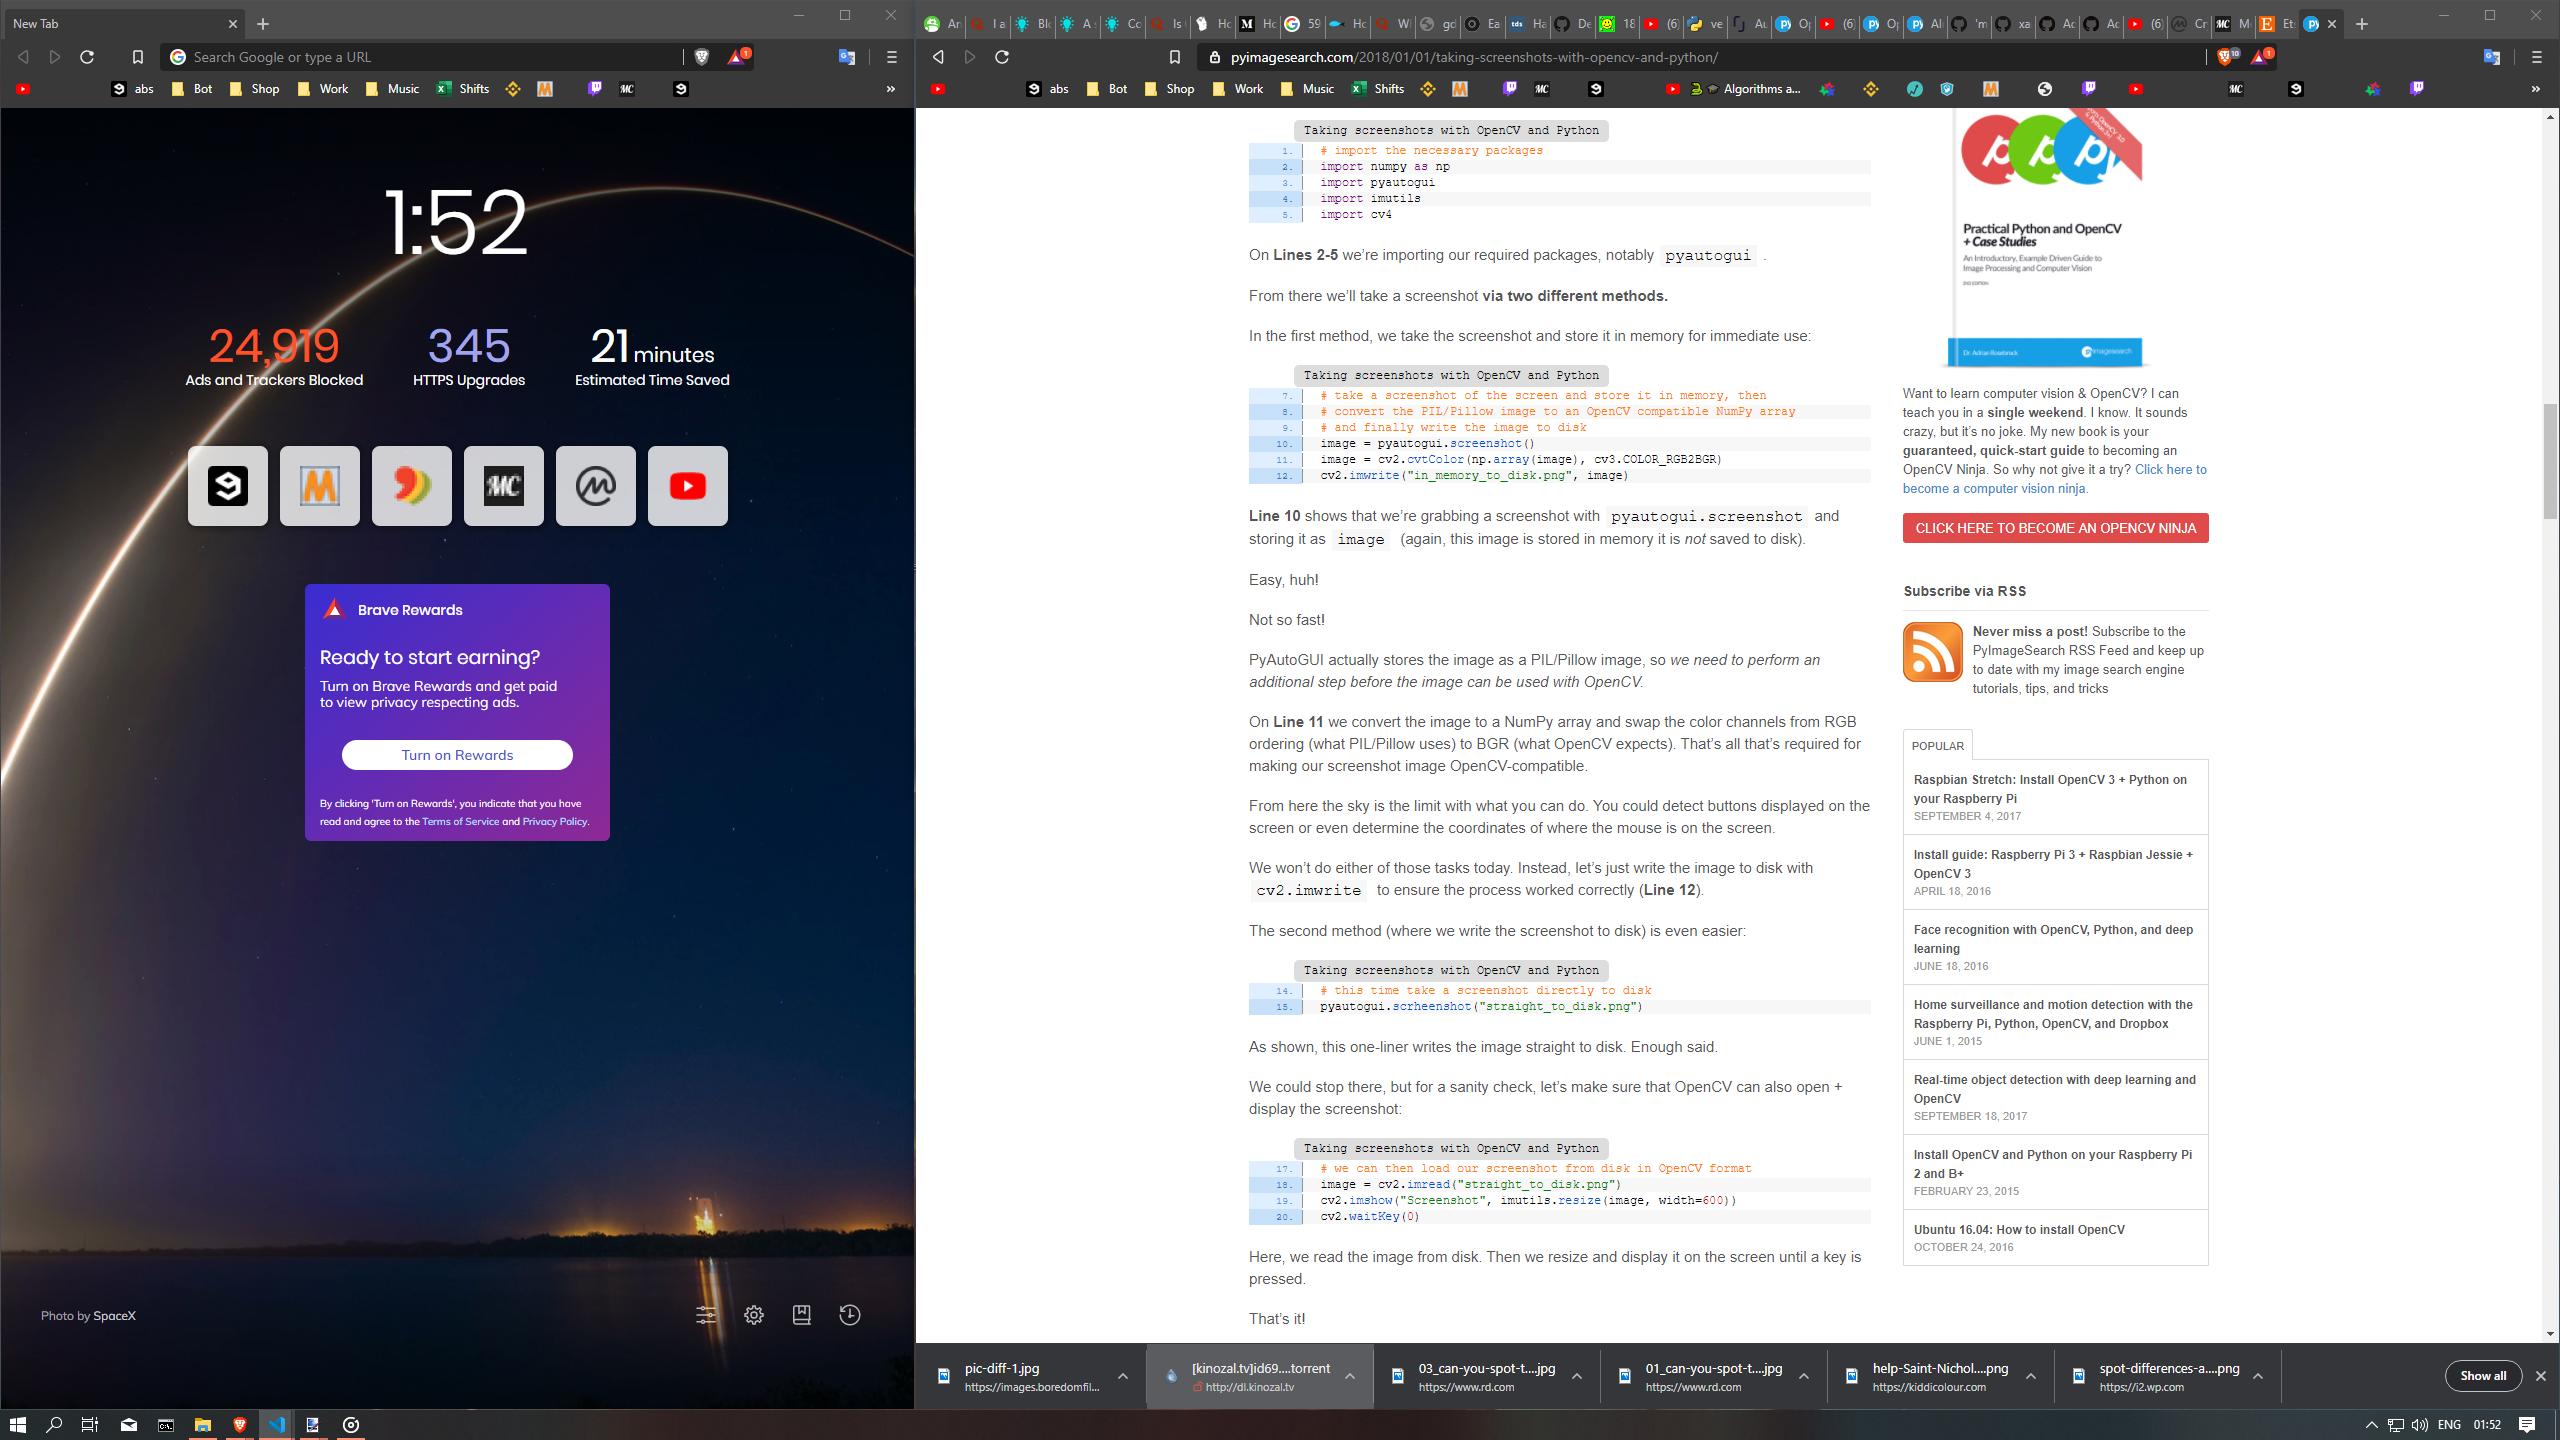 New Tab
Search Google or type a URL
abs
Bot
Shop
Work
Music
Shifts
1:52
24,919
Ads and Trackers Blocked
345
HTTPS Upgrades
21 minutes
Estimated Time Saved
Brave Rewards
Ready to start earning?
Turn on Brave Rewards and get paid
to view privacy respecting ads.
Turn on Rewards
By clicking 'Turn on Rewards', you indicate that you have
read and agree to the Terms of Service and Privacy Policy.
Photo by SpaceX
pyimagesearch.com/2018/01/01/taking-screenshots-with-opencv-and-python/
abs
Bot
Shop
Work
Music
Shifts
Algorithms a...
Taking screenshots with OpenCV and Python
1. # import the necessary packages
2. import numpy as np
3. import pyautogui
4. import imutils
5. import cv4
On Lines 2-5 we're importing our required packages, notably pyautogui .
From there we'll take a screenshot via two different methods.
In the first method, we take the screenshot and store it in memory for immediate use:
Taking screenshots with OpenCV and Python
7. # take a screenshot of the screen and store it in memory, then
8. # convert the PIL/Pillow image to an OpenCV compatible NumPy array
9. # and finally write the image to disk
10. image = pyautogui.screenshot()
11. image = cv2.cvtColor(np.array(image), cv3.COLOR_RGB2BGR)
12. cv2.imwrite("in_memory_to_disk.png", image)
Line 10 shows that we're grabbing a screenshot with pyautogui.screenshot and
storing it as image (again, this image is stored in memory it is not saved to disk).
Easy, huh!
Not so fast!
PyAutoGUI actually stores the image as a PIL/Pillow image, so we need to perform an
additional step before the image can be used with OpenCV.
On Line 11 we convert the image to a NumPy array and swap the color channels from RGB
ordering (what PIL/Pillow uses) to BGR (what OpenCV expects). That's all that's required for
making our screenshot image OpenCV-compatible.
From here the sky is the limit with what you can do. You could detect buttons displayed on the
screen or even determine the coordinates of where the mouse is on the screen.
We won't do either of those tasks today. Instead, let's just write the image to disk with
cv2.imwrite to ensure the process worked correctly (Line 12).
The second method (where we write the screenshot to disk) is even easier:
Taking screenshots with OpenCV and Python
14. # this time take a screenshot directly to disk
15. pyautogui.scrheenshot("straight_to_disk.png")
As shown, this one-liner writes the image straight to disk. Enough said.
We could stop there, but for a sanity check, let's make sure that OpenCV can also open +
display the screenshot:
Taking screenshots with OpenCV and Python
17. # we can then load our screenshot from disk in OpenCV format
18. image = cv2.imread("straight_to_disk.png")
19. cv2.imshow("Screenshot", imutils.resize(image, width=600))
20. cv2.waitKey(0)
Here, we read the image from disk. Then we resize and display it on the screen until a key is
pressed.
That's it!
Practical Python and OpenCV
+ Case Studies
An Introductory, Example Driven Guide to
Image Processing and Computer Vision
Dr. Adrian Rosebrock
pyimagesearch
Want to learn computer vision & OpenCV? I can
teach you in a single weekend. I know. It sounds
crazy, but it's no joke. My new book is your
guaranteed, quick-start guide to becoming an
OpenCV Ninja. So why not give it a try? Click here to
become a computer vision ninja.
CLICK HERE TO BECOME AN OPENCV NINJA
Subscribe via RSS
Never miss a post! Subscribe to the
PyImageSearch RSS Feed and keep up
to date with my image search engine
tutorials, tips, and tricks
POPULAR
Raspbian Stretch: Install OpenCV 3 + Python on
your Raspberry Pi
SEPTEMBER 4, 2017
Install guide: Raspberry Pi 3 + Raspbian Jessie +
OpenCV 3
APRIL 18, 2016
Face recognition with OpenCV, Python, and deep
learning
JUNE 18, 2016
Home surveillance and motion detection with the
Raspberry Pi, Python, OpenCV, and Dropbox
JUNE 1, 2015
Real-time object detection with deep learning and
OpenCV
SEPTEMBER 18, 2017
Install OpenCV and Python on your Raspberry Pi
2 and B+
FEBRUARY 23, 2015
Ubuntu 16.04: How to install OpenCV
OCTOBER 24, 2016
pic-diff-1.jpg
https://images.boredomfil...
[kinozal.tv]id69....torrent
http://dl.kinozal.tv
03_can-you-spot-t....jpg
https://www.rd.com
01_can-you-spot-t....jpg
https://www.rd.com
help-Saint-Nichol....png
https://kiddicolour.com
spot-differences-a....png
https://i2.wp.com
Show all
ENG
01:52